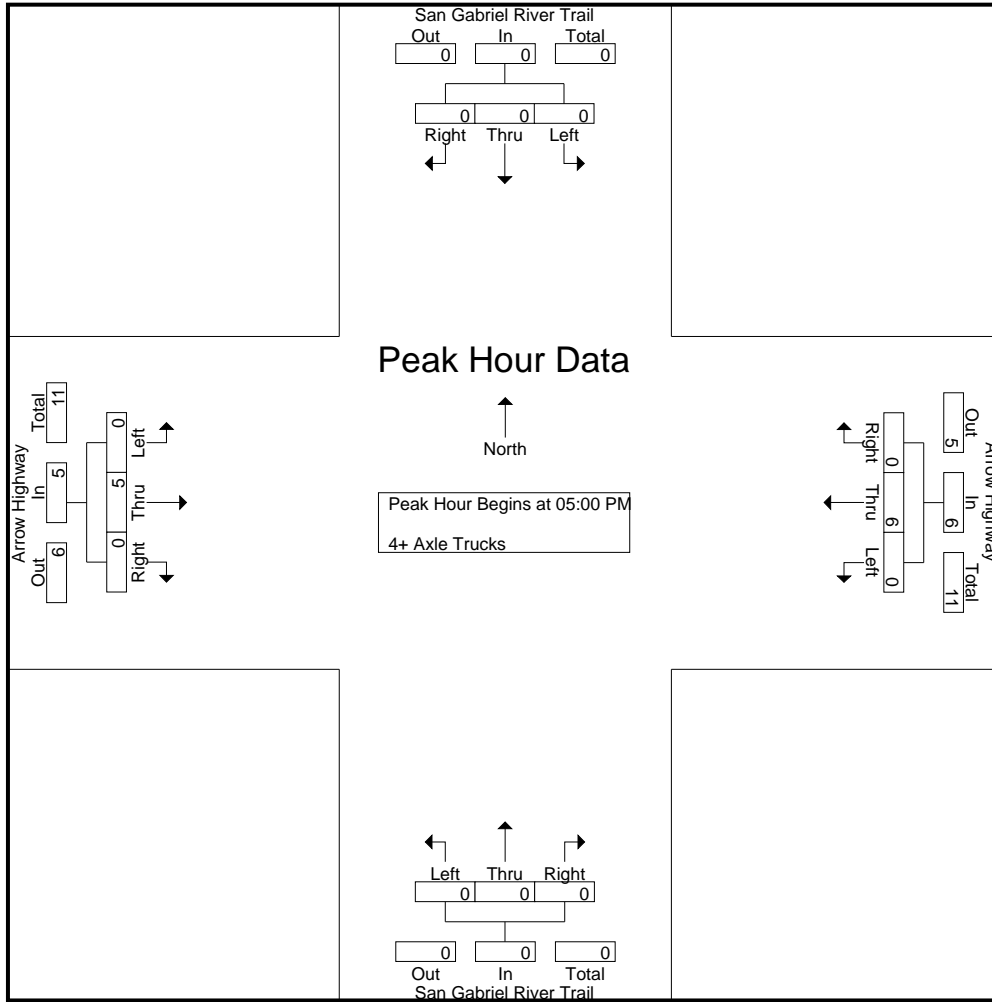 San Gabriel River Trail
Out In Total
0 0 0
0 0 0
Right Thru Left
Peak Hour Data
North
Peak Hour Begins at 05:00 PM
4+ Axle Trucks
Arrow Highway
Total In Out
11 5 6
0 5 0
Left Thru Right
Arrow Highway
Out In Total
5 6 11
0 6 0
Right Thru Left
Left Thru Right
0 0 0
0 0 0
Out In Total
San Gabriel River Trail